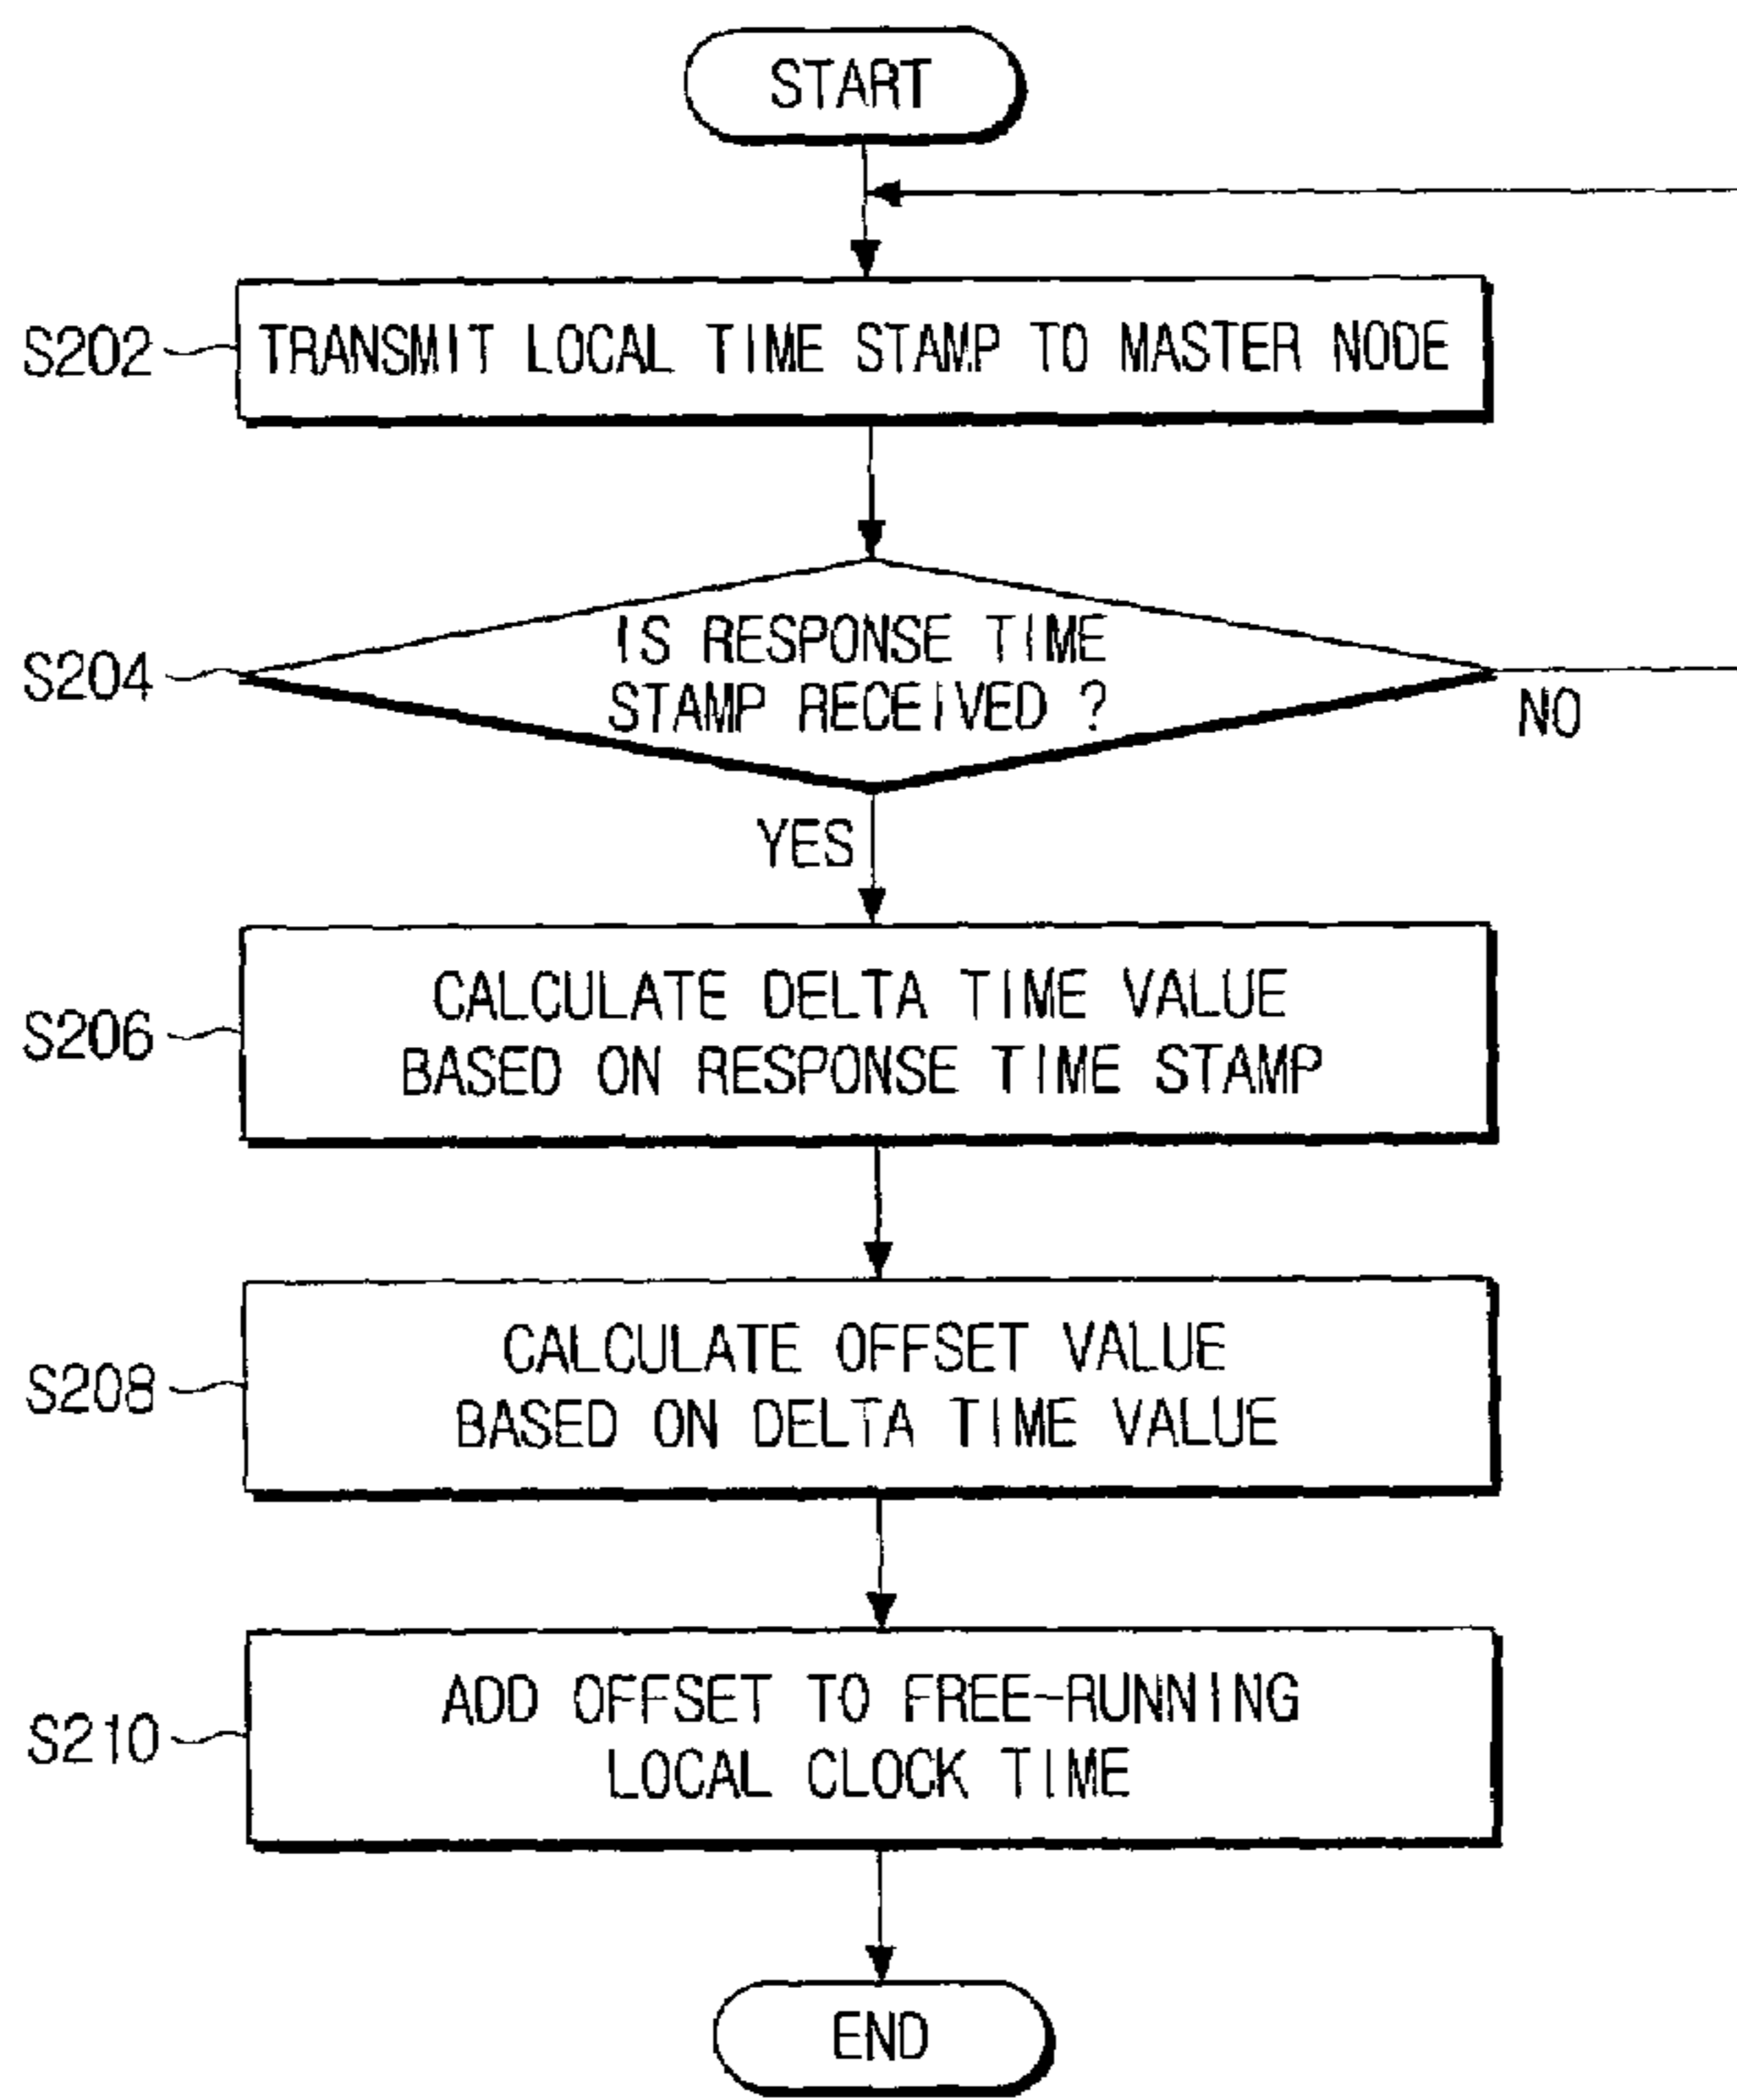 START
S202
TRANSMIT LOCAL TIME STAMP TO MASTER NODE
S204
IS RESPONSE TIME
STAMP RECEIVED ?
NO
YES
S206
CALCULATE DELTA TIME VALUE
BASED ON RESPONSE TIME STAMP
S208
CALCULATE OFFSET VALUE
BASED ON DELTA TIME VALUE
S210
ADD OFFSET TO FREE-RUNNING
LOCAL CLOCK TIME
END